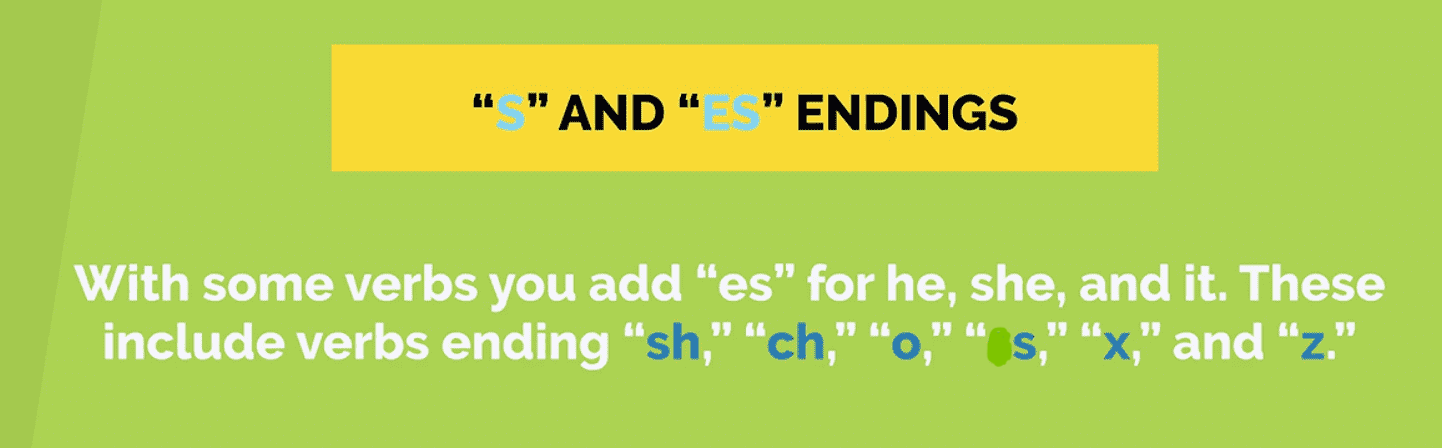 “S” AND “ES” ENDINGS
With some verbs you add “es” for he, she, and it. These
include verbs ending “sh,” “ch,” “o,” “s,” “x,” and “z.”